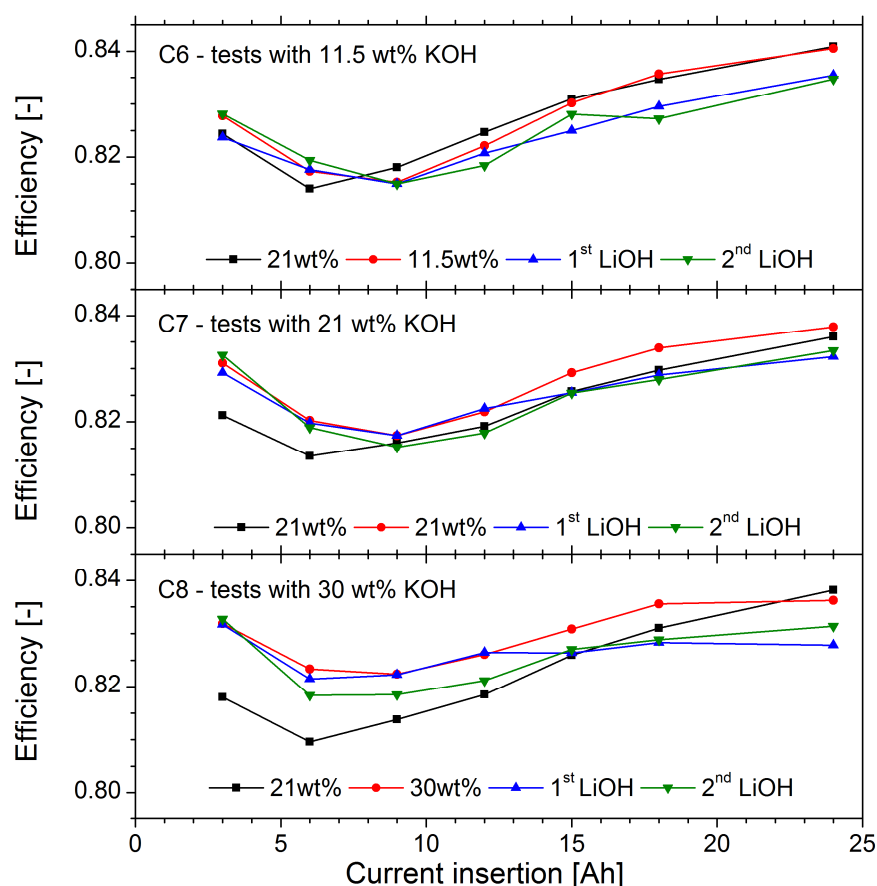 C6 - tests with 11.5 wt% KOH
0.84
0.82
0.80
Efficiency [-]
21wt% 11.5wt% 1st LiOH 2nd LiOH
C7 - tests with 21 wt% KOH
0.84
0.82
0.80
Efficiency [-]
21wt% 21wt% 1st LiOH 2nd LiOH
C8 - tests with 30 wt% KOH
0.84
0.82
0.80
Efficiency [-]
21wt% 30wt% 1st LiOH 2nd LiOH
0 5 10 15 20 25
Current insertion [Ah]